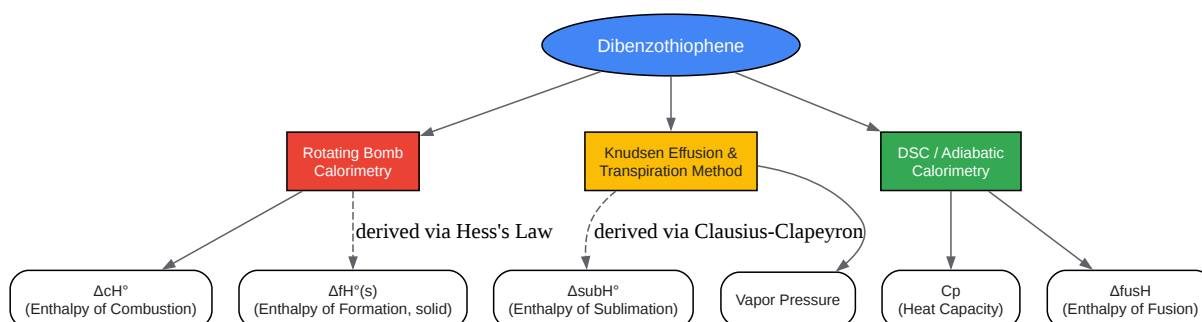 Dibenzothiophene
Rotating Bomb
Calorimetry
Knudsen Effusion &
Transpiration Method
DSC / Adiabatic
Calorimetry
derived via Hess's Law
derived via Clausius-Clapeyron
ΔcH°
(Enthalpy of Combustion)
ΔfH°(s)
(Enthalpy of Formation, solid)
ΔsubH°
(Enthalpy of Sublimation)
Vapor Pressure
Cp
(Heat Capacity)
ΔfusH
(Enthalpy of Fusion)